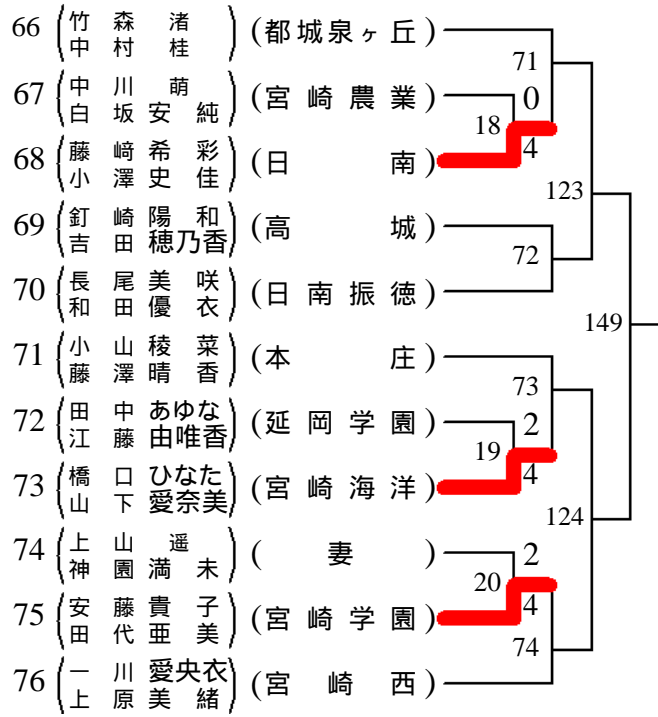 66 (竹森渚 中村桂) (都城泉ヶ丘)
71
67 (中川萌 白坂安純) (宮崎農業)
0
18
4
68 (藤﨑希彩 小澤史佳) (日南)
123
69 (釘崎陽和 吉田穂乃香) (高城)
72
70 (長尾美咲 和田優衣) (日南振徳)
149
71 (小山稜菜 藤澤晴香) (本庄)
73
72 (田中あゆな 江藤由唯香) (延岡学園)
2
19
4
73 (橋口ひなた 山下愛奈美) (宮崎海洋)
124
74 (上山遥 神園満未) (妻)
2
20
4
75 (安藤貴子 田代亜美) (宮崎学園)
74
76 (一川愛央衣 上原美緒) (宮崎西)